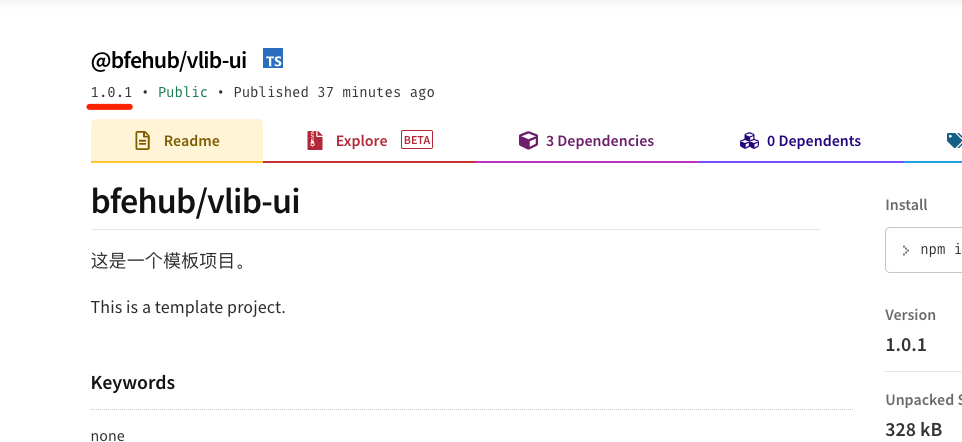 @bfehub/vlib-ui TS
1.0.1 • Public • Published 37 minutes ago
Readme
Explore BETA
3 Dependencies
0 Dependents
bfehub/vlib-ui
这是一个模板项目。
This is a template project.
Keywords
none
Install
> npm i
Version
1.0.1
Unpacked S
328 kB